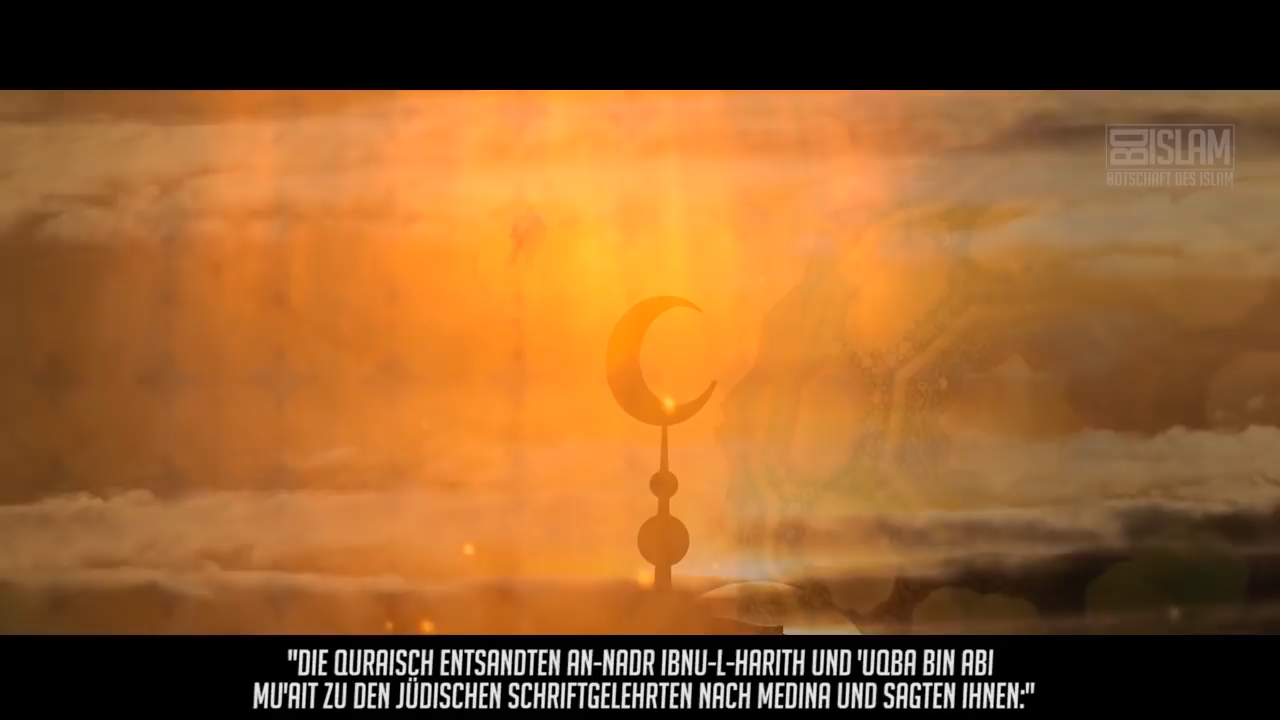 BDISLAM
BOTSCHAFT DES ISLAM
"DIE QURAISCH ENTSANDTEN AN-NADR IBNU-L-HARITH UND 'UQBA BIN ABI
MU'AIT ZU DEN JÜDISCHEN SCHRIFTGELEHRTEN NACH MEDINA UND SAGTEN IHNEN:"